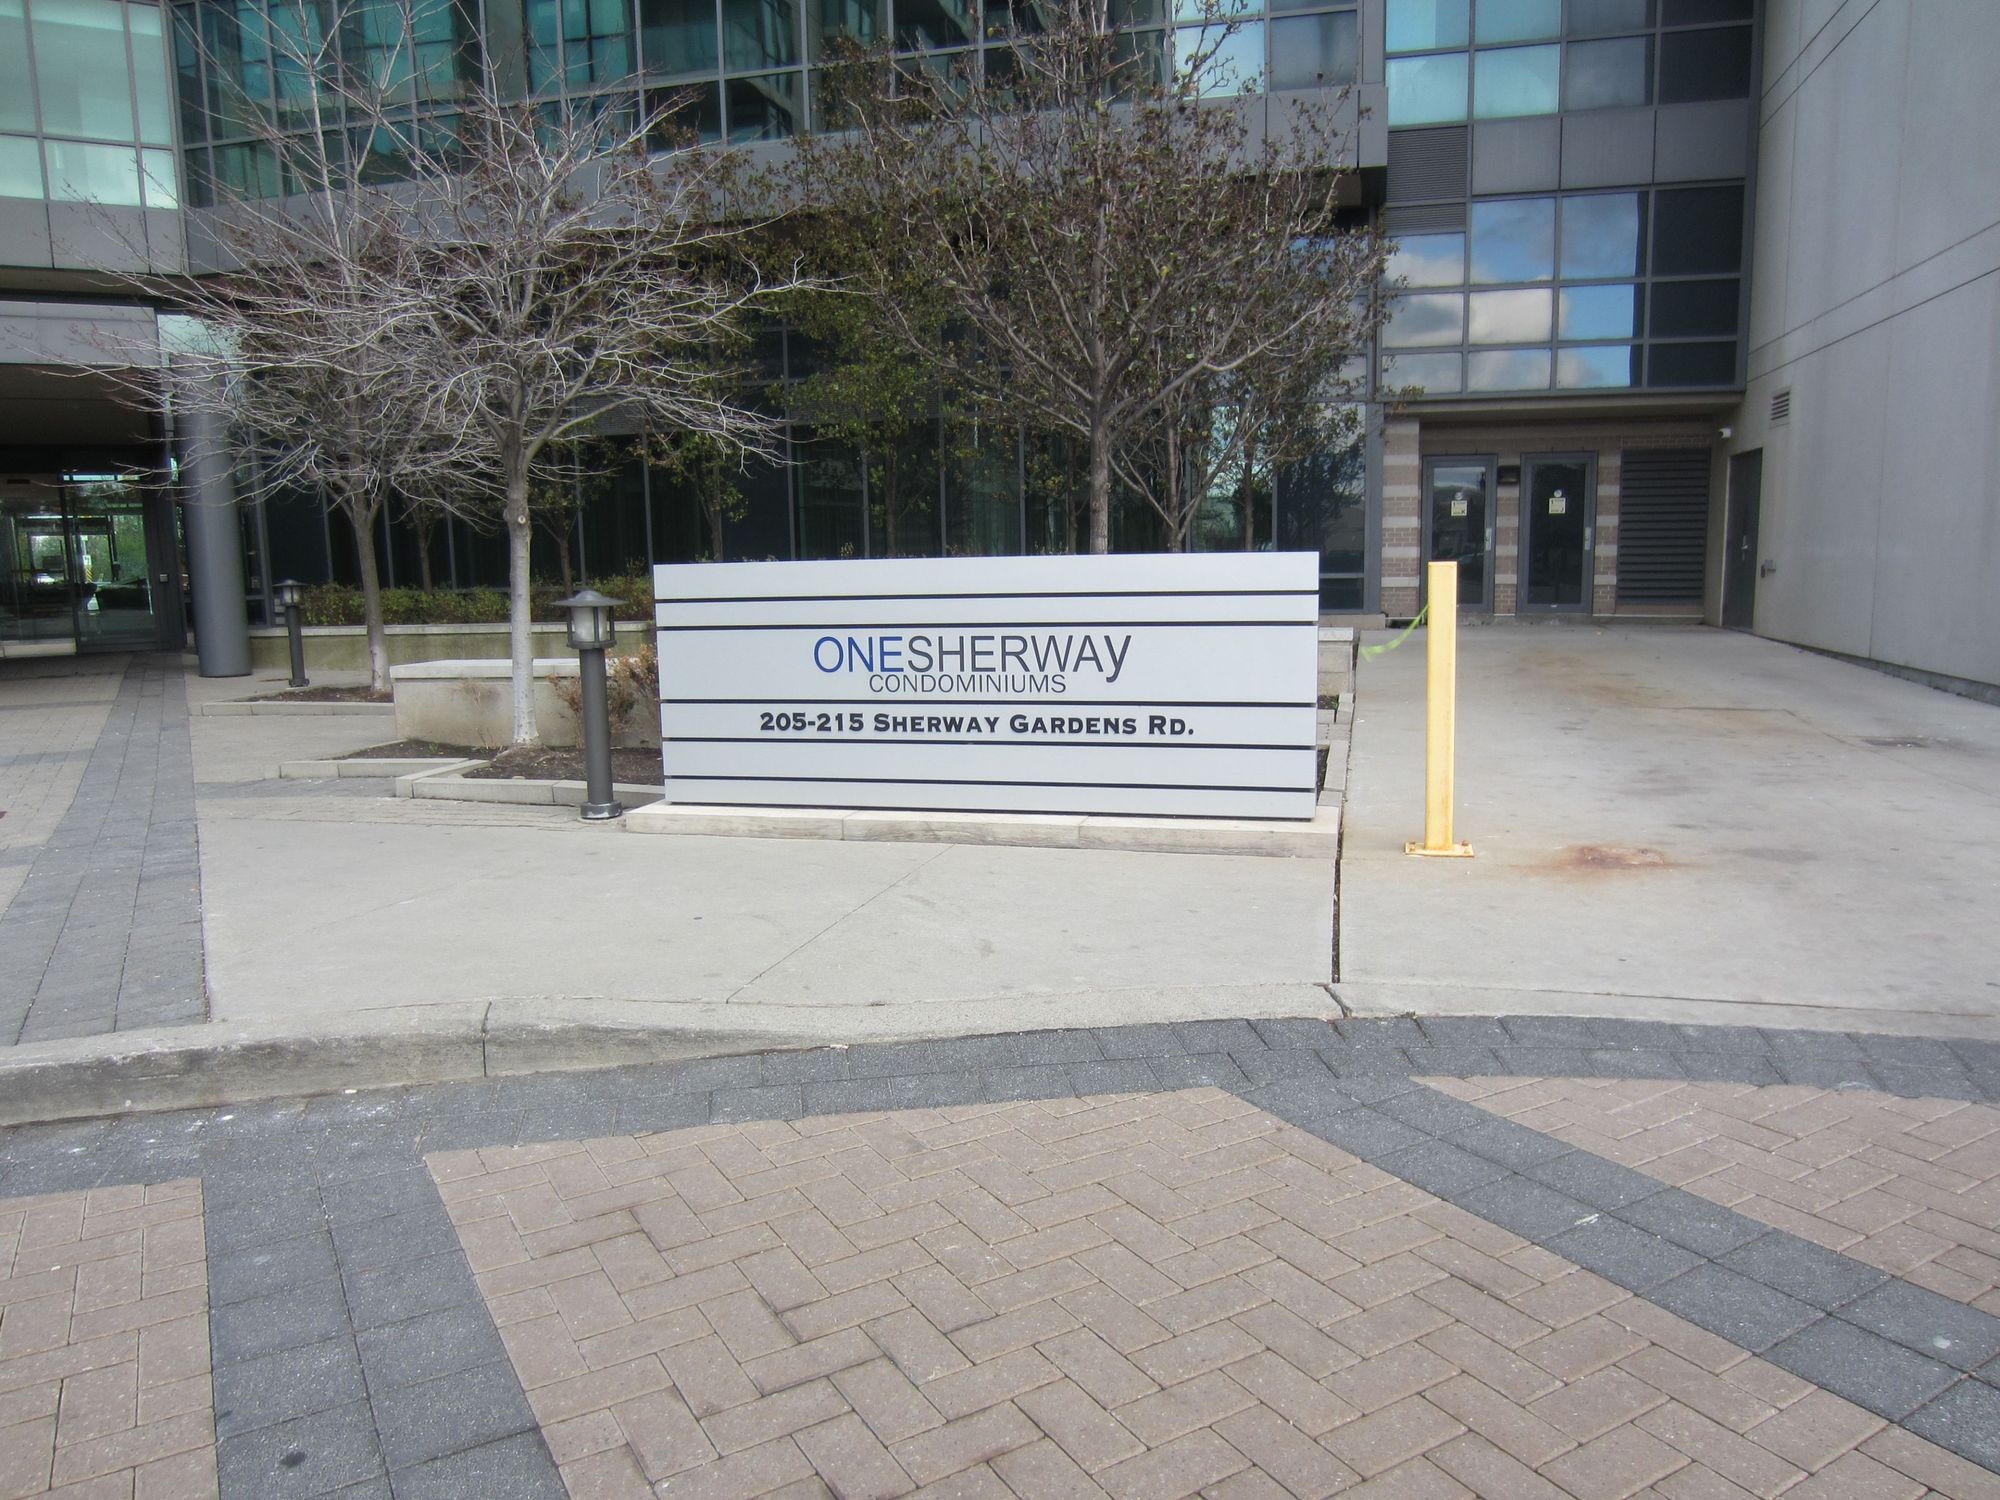 ONESHERWAy
CONDOMINIUMS
205-215 SHERWAY GARDENS RD.